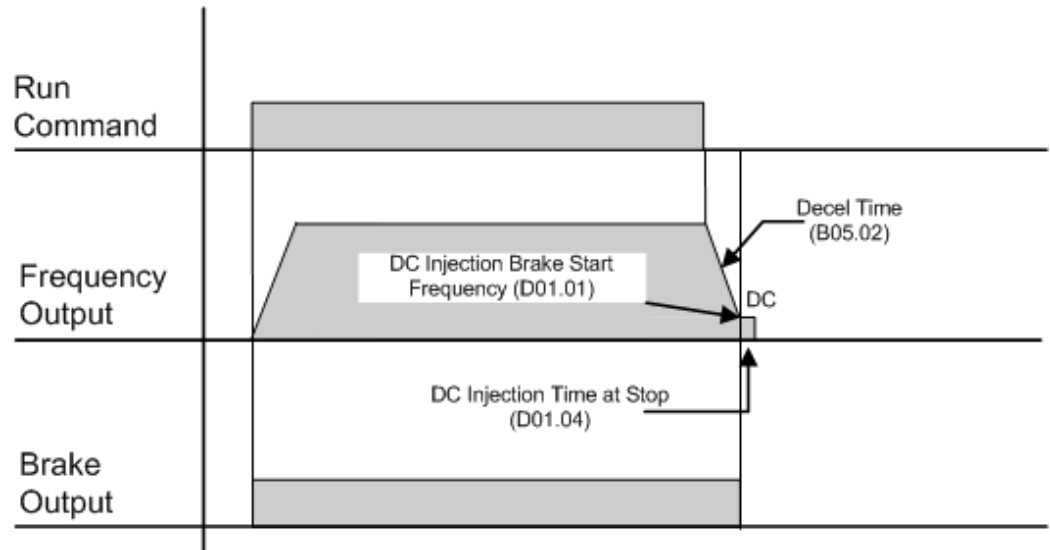 Run
Command
Decel Time
(B05.02)
DC Injection Brake Start
Frequency (D01.01)
DC
Frequency
Output
DC Injection Time at Stop
(D01.04)
Brake
Output